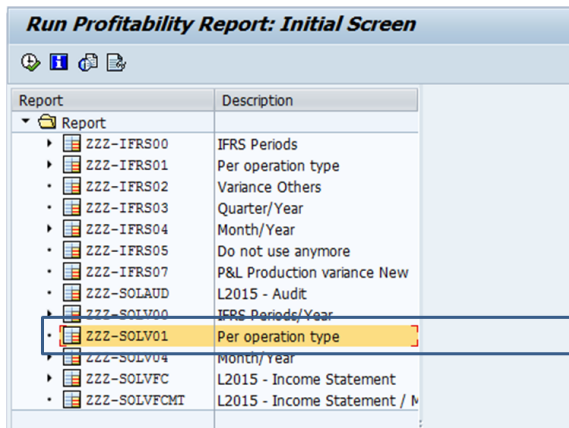 Run Profitability Report: Initial Screen
Report Description
Report
ZZZ-IFRS00 IFRS Periods
ZZZ-IFRS01 Per operation type
ZZZ-IFRS02 Variance Others
ZZZ-IFRS03 Quarter/Year
ZZZ-IFRS04 Month/Year
ZZZ-IFRS05 Do not use anymore
ZZZ-IFRS07 P&L Production variance New
ZZZ-SOLAUD L2015 - Audit
ZZZ-SOLV00 IFRS Periods/Year
ZZZ-SOLV01 Per operation type
ZZZ-SOLV04 Month/Year
ZZZ-SOLVFC L2015 - Income Statement
ZZZ-SOLVFCMT L2015 - Income Statement / M